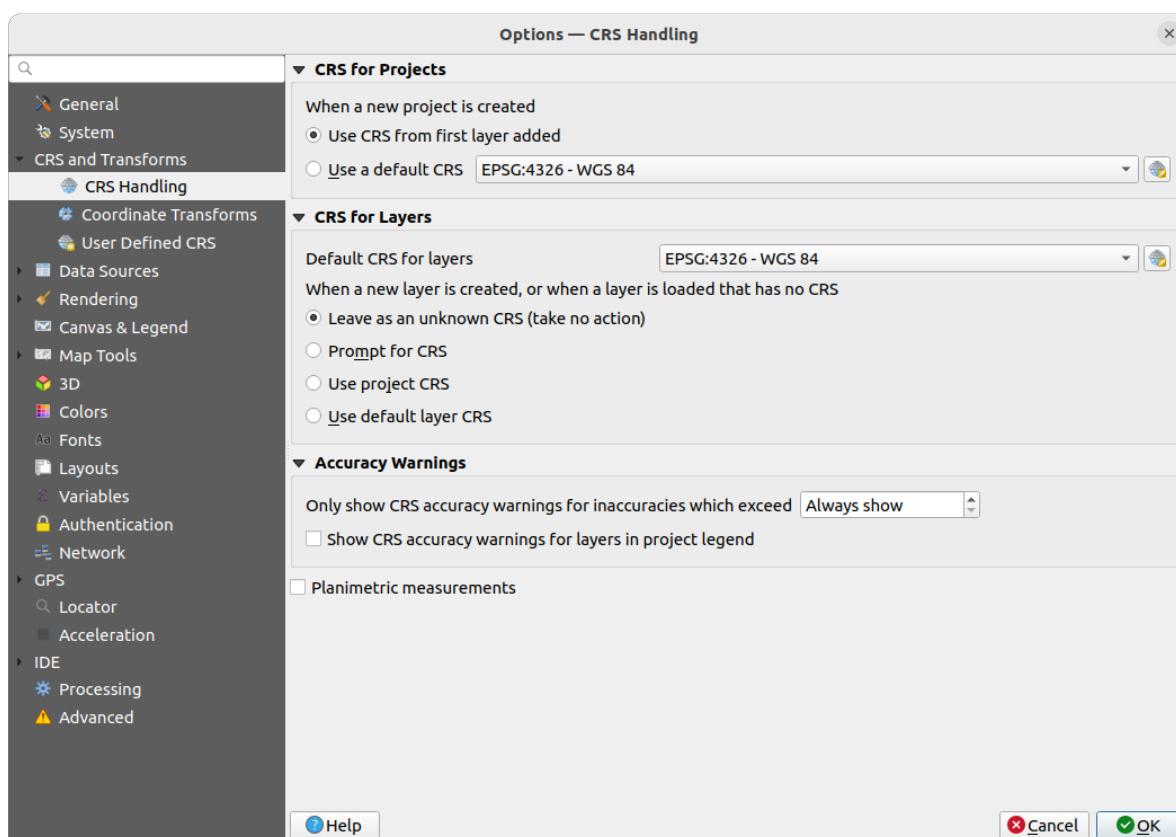 Options — CRS Handling
General
System
CRS and Transforms
CRS Handling
Coordinate Transforms
User Defined CRS
Data Sources
Rendering
Canvas & Legend
Map Tools
3D
Colors
Aa Fonts
Layouts
ε Variables
Authentication
Network
GPS
Locator
Acceleration
IDE
Processing
Advanced
CRS for Projects
When a new project is created
Use CRS from first layer added
Use a default CRS EPSG:4326 - WGS 84
CRS for Layers
Default CRS for layers EPSG:4326 - WGS 84
When a new layer is created, or when a layer is loaded that has no CRS
Leave as an unknown CRS (take no action)
Prompt for CRS
Use project CRS
Use default layer CRS
Accuracy Warnings
Only show CRS accuracy warnings for inaccuracies which exceed Always show
Show CRS accuracy warnings for layers in project legend
Planimetric measurements
Help Cancel OK